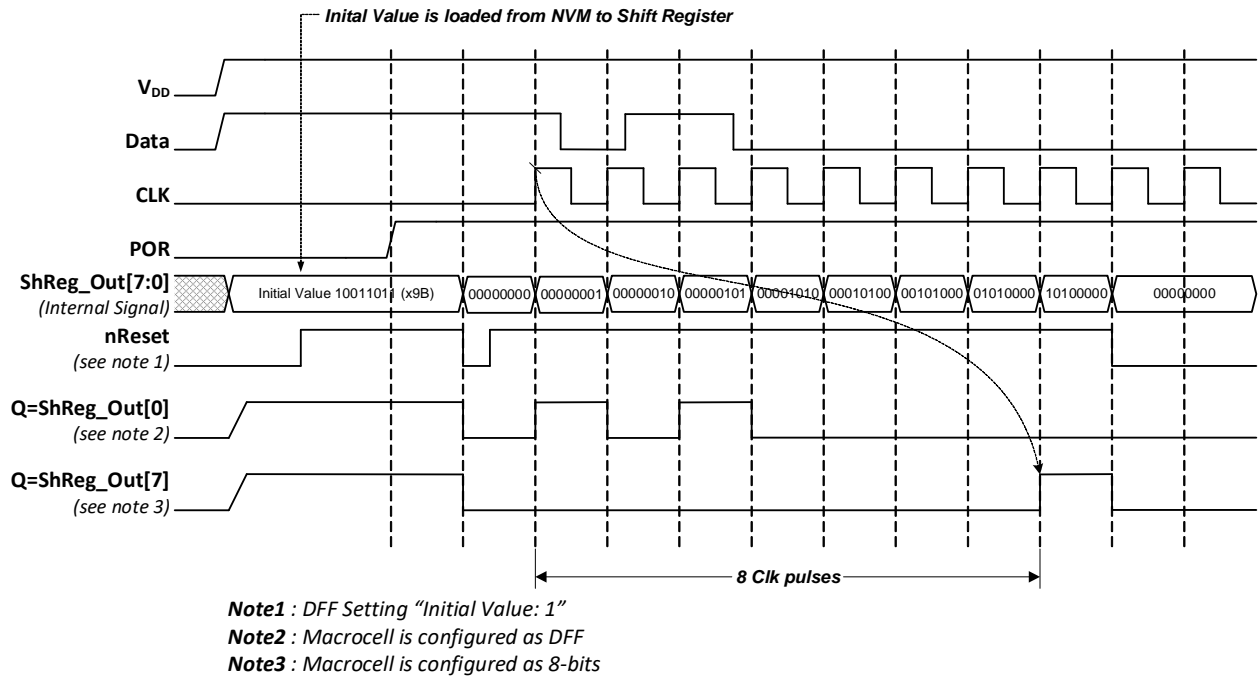 Inital Value is loaded from NVM to Shift Register
VDD
Data
CLK
POR
ShReg_Out[7:0]
(Internal Signal)
Initial Value 10011011 (x9B) 00000000 00000001 00000010 00000101 00001010 00010100 00101000 01010000 10100000 00000000
nReset
(see note 1)
Q=ShReg_Out[0]
(see note 2)
Q=ShReg_Out[7]
(see note 3)
8 Clk pulses
Note1 : DFF Setting “Initial Value: 1”
Note2 : Macrocell is configured as DFF
Note3 : Macrocell is configured as 8-bits